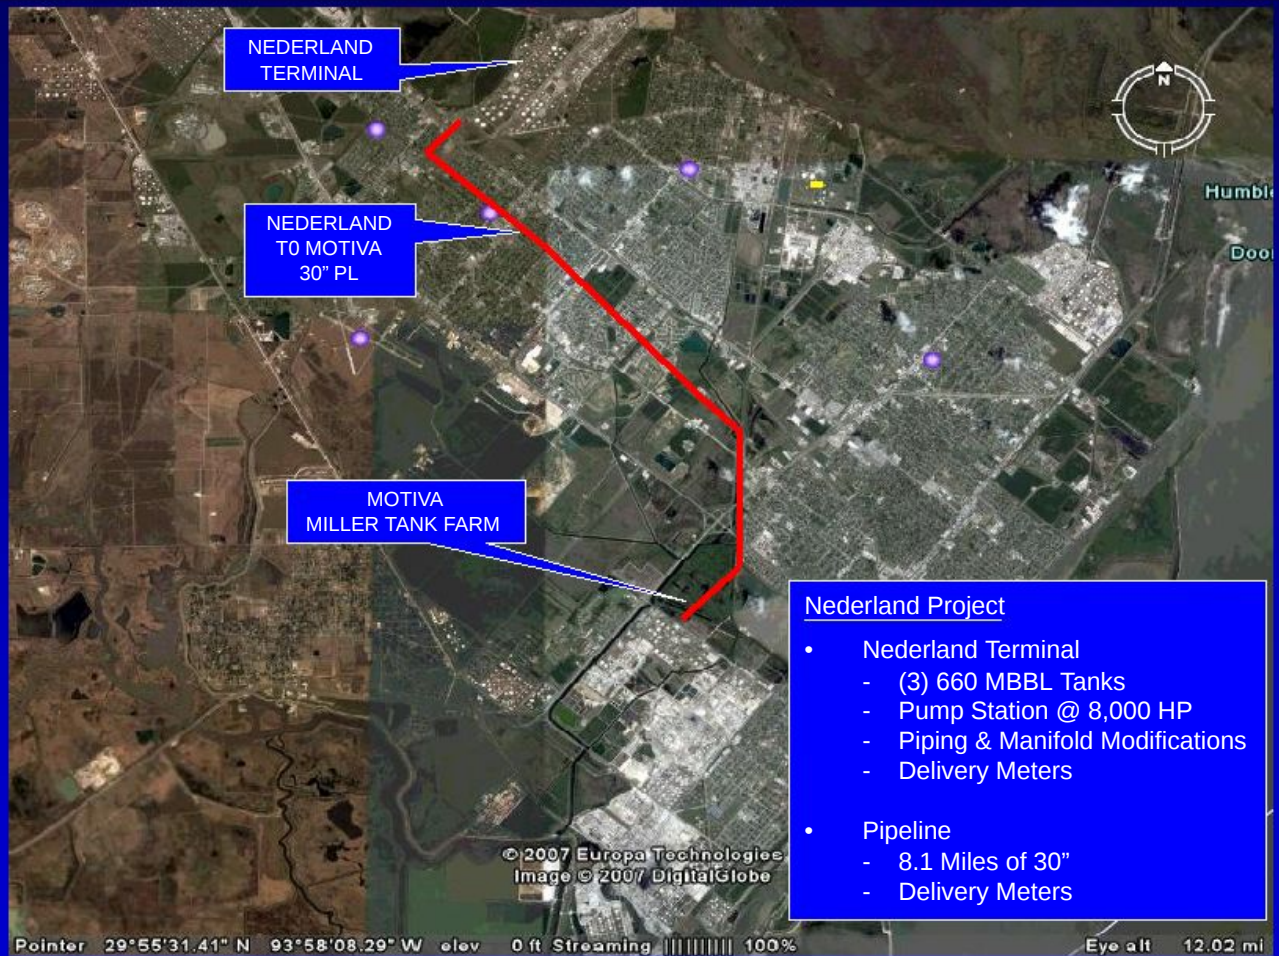 NEDERLAND
TERMINAL
N
Humble
NEDERLAND
T0 MOTIVA
30” PL
Doo
MOTIVA
MILLER TANK FARM
Nederland Project
• Nederland Terminal
- (3) 660 MBBL Tanks
- Pump Station @ 8,000 HP
- Piping & Manifold Modifications
- Delivery Meters
• Pipeline
- 8.1 Miles of 30”
- Delivery Meters
© 2007 Europa Technologies
Image © 2007 DigitalGlobe
Pointer 29°55'31.41" N 93°58'08.29" W elev 0 ft Streaming |||||||||| 100% Eye alt 12.02 mi